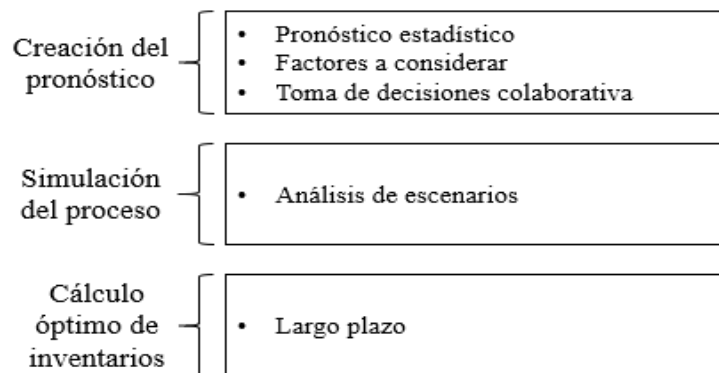 Creación del
pronóstico
• Pronóstico estadístico
• Factores a considerar
• Toma de decisiones colaborativa
Simulación
del proceso
• Análisis de escenarios
Cálculo
óptimo de
inventarios
• Largo plazo